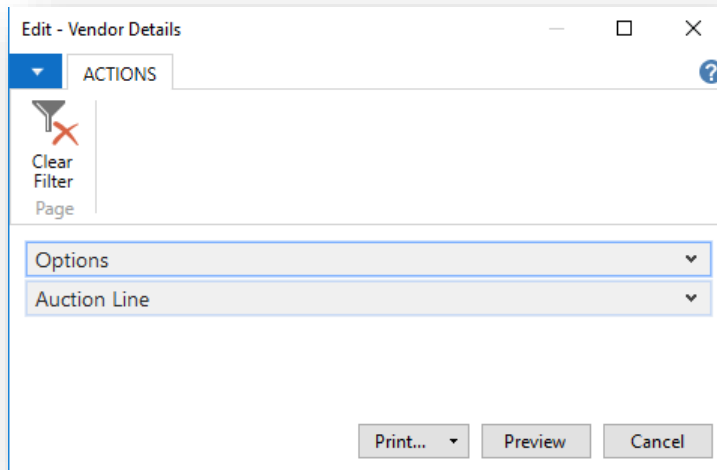 Edit - Vendor Details
ACTIONS
?
Clear
Filter
Page
Options
Auction Line
Print...
Preview
Cancel